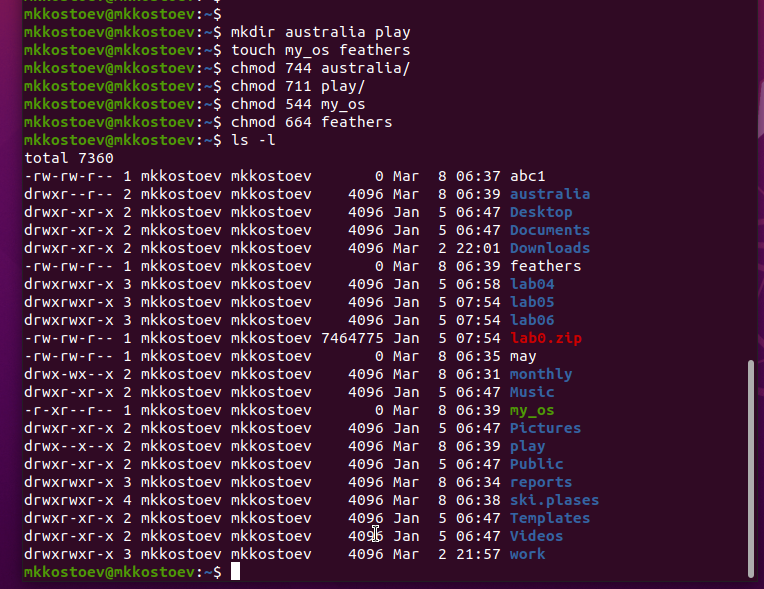 mkkostoev@mkkostoev:~$
mkkostoev@mkkostoev:~$ mkdir australia play
mkkostoev@mkkostoev:~$ touch my_os feathers
mkkostoev@mkkostoev:~$ chmod 744 australia/
mkkostoev@mkkostoev:~$ chmod 711 play/
mkkostoev@mkkostoev:~$ chmod 544 my_os
mkkostoev@mkkostoev:~$ chmod 664 feathers
mkkostoev@mkkostoev:~$ ls -l
total 7360
-rw-rw-r-- 1 mkkostoev mkkostoev       0 Mar  8 06:37 abc1
drwxr--r-- 2 mkkostoev mkkostoev    4096 Mar  8 06:39 australia
drwxr-xr-x 2 mkkostoev mkkostoev    4096 Jan  5 06:47 Desktop
drwxr-xr-x 2 mkkostoev mkkostoev    4096 Jan  5 06:47 Documents
drwxr-xr-x 2 mkkostoev mkkostoev    4096 Mar  2 22:01 Downloads
-rw-rw-r-- 1 mkkostoev mkkostoev       0 Mar  8 06:39 feathers
drwxrwxr-x 3 mkkostoev mkkostoev    4096 Jan  5 06:58 lab04
drwxrwxr-x 3 mkkostoev mkkostoev    4096 Jan  5 07:54 lab05
drwxrwxr-x 3 mkkostoev mkkostoev    4096 Jan  5 07:54 lab06
-rw-rw-r-- 1 mkkostoev mkkostoev 7464775 Jan  5 07:54 lab0.zip
-rw-rw-r-- 1 mkkostoev mkkostoev       0 Mar  8 06:35 may
drwx-wx--x 2 mkkostoev mkkostoev    4096 Mar  8 06:31 monthly
drwxr-xr-x 2 mkkostoev mkkostoev    4096 Jan  5 06:47 Music
-r-xr--r-- 1 mkkostoev mkkostoev       0 Mar  8 06:39 my_os
drwxr-xr-x 2 mkkostoev mkkostoev    4096 Jan  5 06:47 Pictures
drwx--x--x 2 mkkostoev mkkostoev    4096 Mar  8 06:39 play
drwxr-xr-x 2 mkkostoev mkkostoev    4096 Jan  5 06:47 Public
drwxrwxr-x 3 mkkostoev mkkostoev    4096 Mar  8 06:34 reports
drwxrwxr-x 4 mkkostoev mkkostoev    4096 Mar  8 06:38 ski.plases
drwxr-xr-x 2 mkkostoev mkkostoev    4096 Jan  5 06:47 Templates
drwxr-xr-x 2 mkkostoev mkkostoev    4096 Jan  5 06:47 Videos
drwxrwxr-x 3 mkkostoev mkkostoev    4096 Mar  2 21:57 work
mkkostoev@mkkostoev:~$